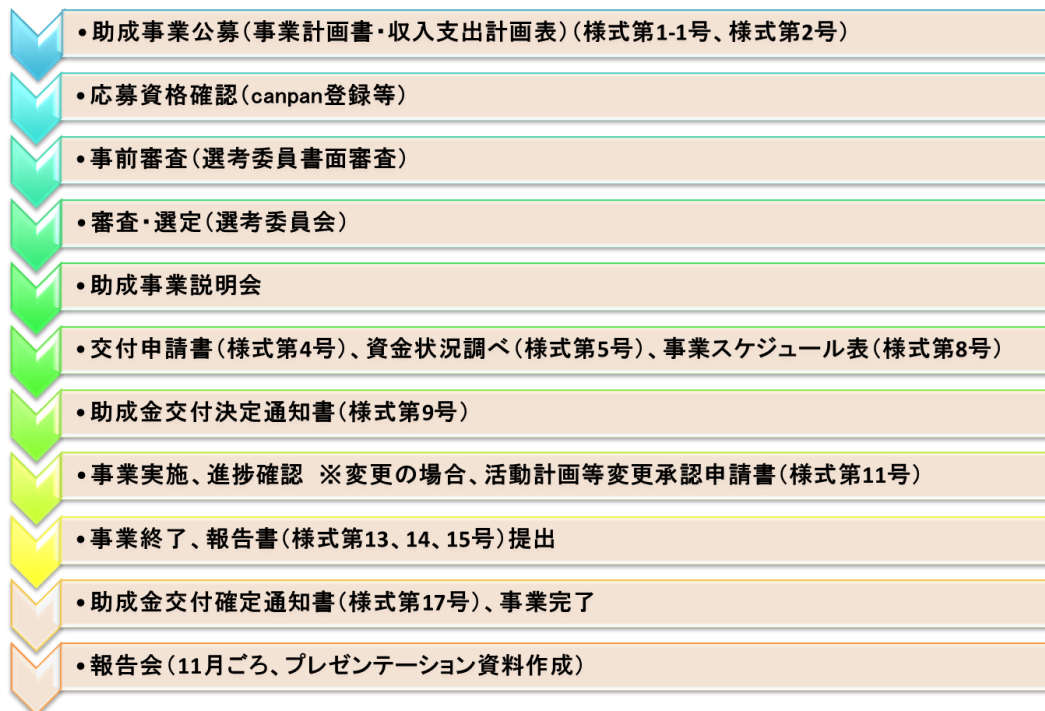 •助成事業公募(事業計画書・収入支出計画表)(様式第1-1号、様式第2号)
•応募資格確認(canpan登録等)
•事前審査(選考委員書面審査)
•審査・選定(選考委員会)
•助成事業説明会
•交付申請書(様式第4号)、資金状況調べ(様式第5号)、事業スケジュール表(様式第8号)
•助成金交付決定通知書(様式第9号)
•事業実施、進捗確認 ※変更の場合、活動計画等変更承認申請書(様式第11号)
•事業終了、報告書(様式第13、14、15号)提出
•助成金交付確定通知書(様式第17号)、事業完了
•報告会(11月ごろ、プレゼンテーション資料作成)